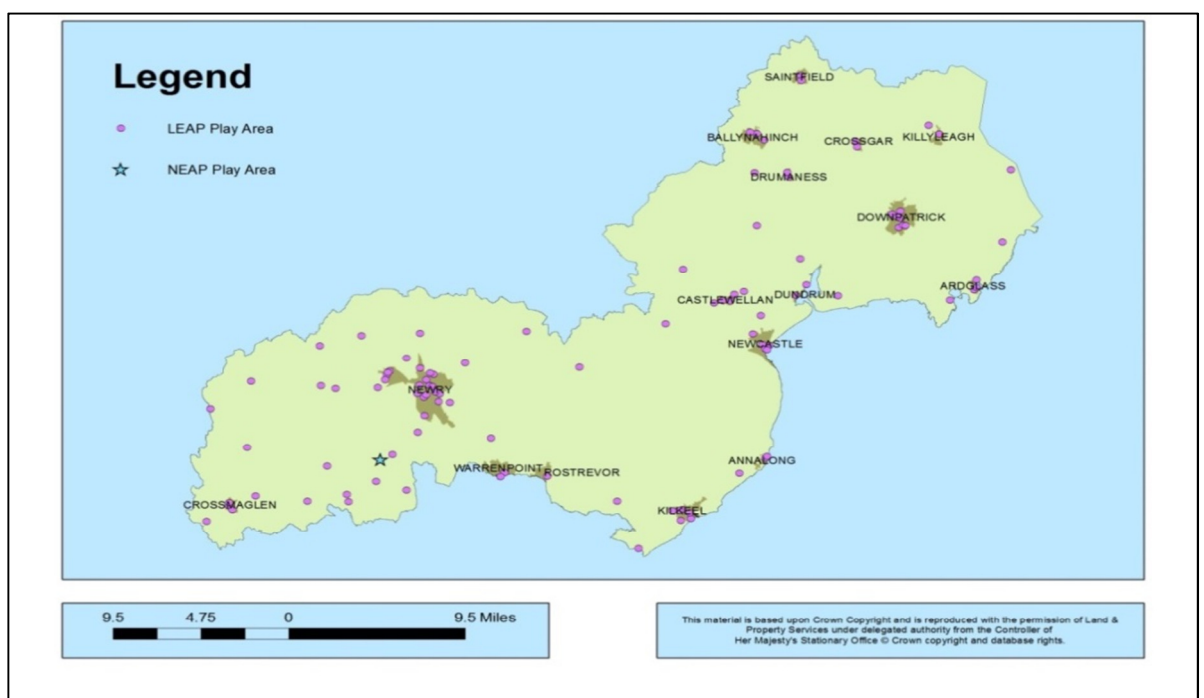 Legend
LEAP Play Area
NEAP Play Area
SAINTFIELD
BALLYNAHINCH
CROSSGAR
KILLYLEAGH
DRUMANESS
DOWNPATRICK
CASTLEWELLAN
DUNDRUM
ARDGLASS
NEWCASTLE
NEWRY
WARRENPOINT
ROSTREVOR
ANNALONG
CROSSMAGLEN
KILKEEL
9.5 4.75 0 9.5 Miles
This material is based upon Crown Copyright and is reproduced with the permission of Land &
Property Services under delegated authority from the Controller of
Her Majesty's Stationary Office © Crown copyright and database rights.